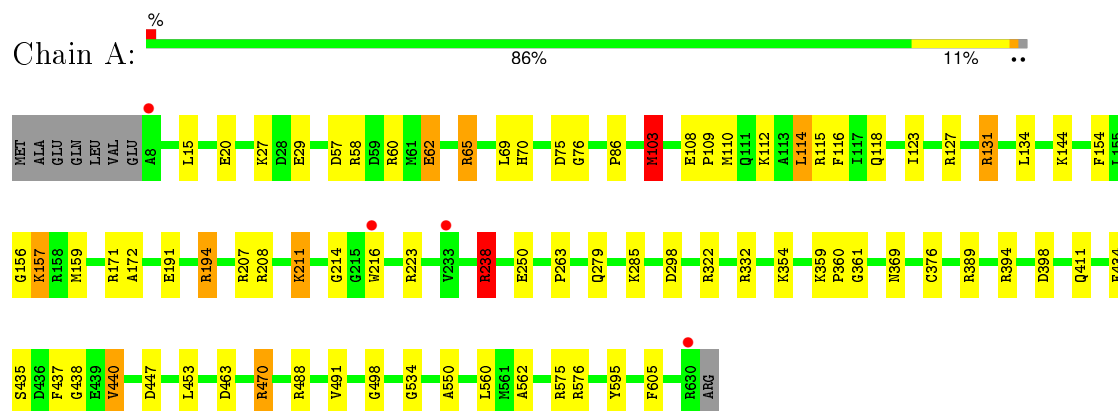 %
Chain A:
86%
11%
••
MET ALA GLU GLN LEU VAL GLU A8 L15 E20 K27 D28 E29 D57 R58 D59 R60 M61 E62 R65 L69 H70 D75 G76 P86 M103 E108 P109 M110 Q111 K112 A113 L114 R115 F116 I117 Q118 I123 R127 R131 L134 K144 F154
G156 K157 R158 M159 R171 A172 E191 R194 R207 R208 K211 G214 G215 W216 R223 V233 R238 E250 P263 Q279 K285 D298 R322 R332 K354 K359 P360 G361 N369 C376 R389 R394 D398 Q411
S435 D436 F437 G438 E439 V440 D447 L453 D463 R470 R488 V491 G498 G534 A550 L560 M561 A562 R575 R576 Y595 F605 R630 ARG